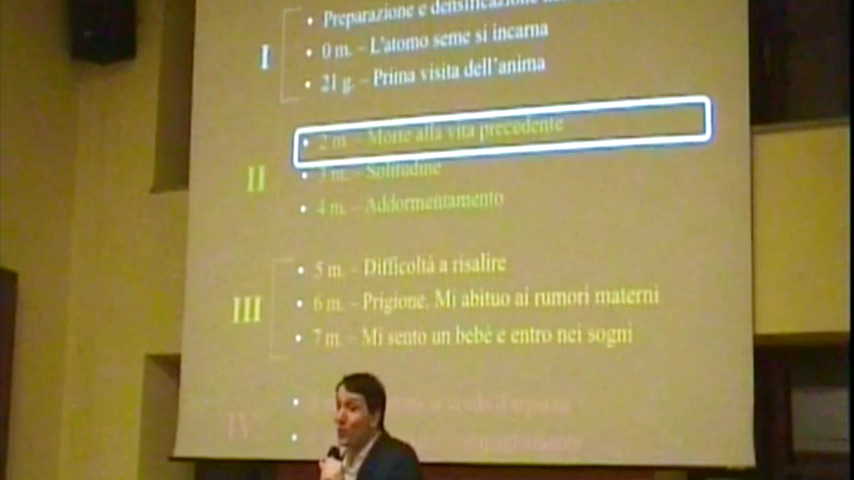 I
• Preparazione e densificazione
• 0 m. – L'atomo seme si incarna
• 21 g. – Prima visita dell'anima
II
• 2 m. – Morte alla vita precedente
• 3 m. – Solitudine
• 4 m. – Addormentamento
III
• 5 m. – Difficoltà a risalire
• 6 m. – Prigione. Mi abituo ai rumori materni
• 7 m. – Mi sento un bebè e entro nei sogni
IV